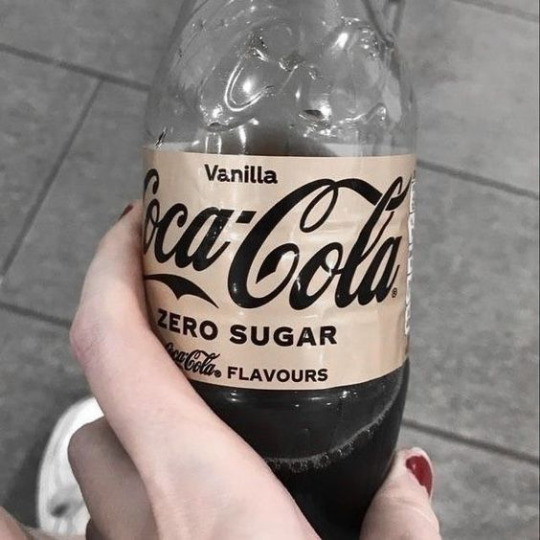 Vanilla
Coca-Cola®
ZERO SUGAR
Coca-Cola® FLAVOURS